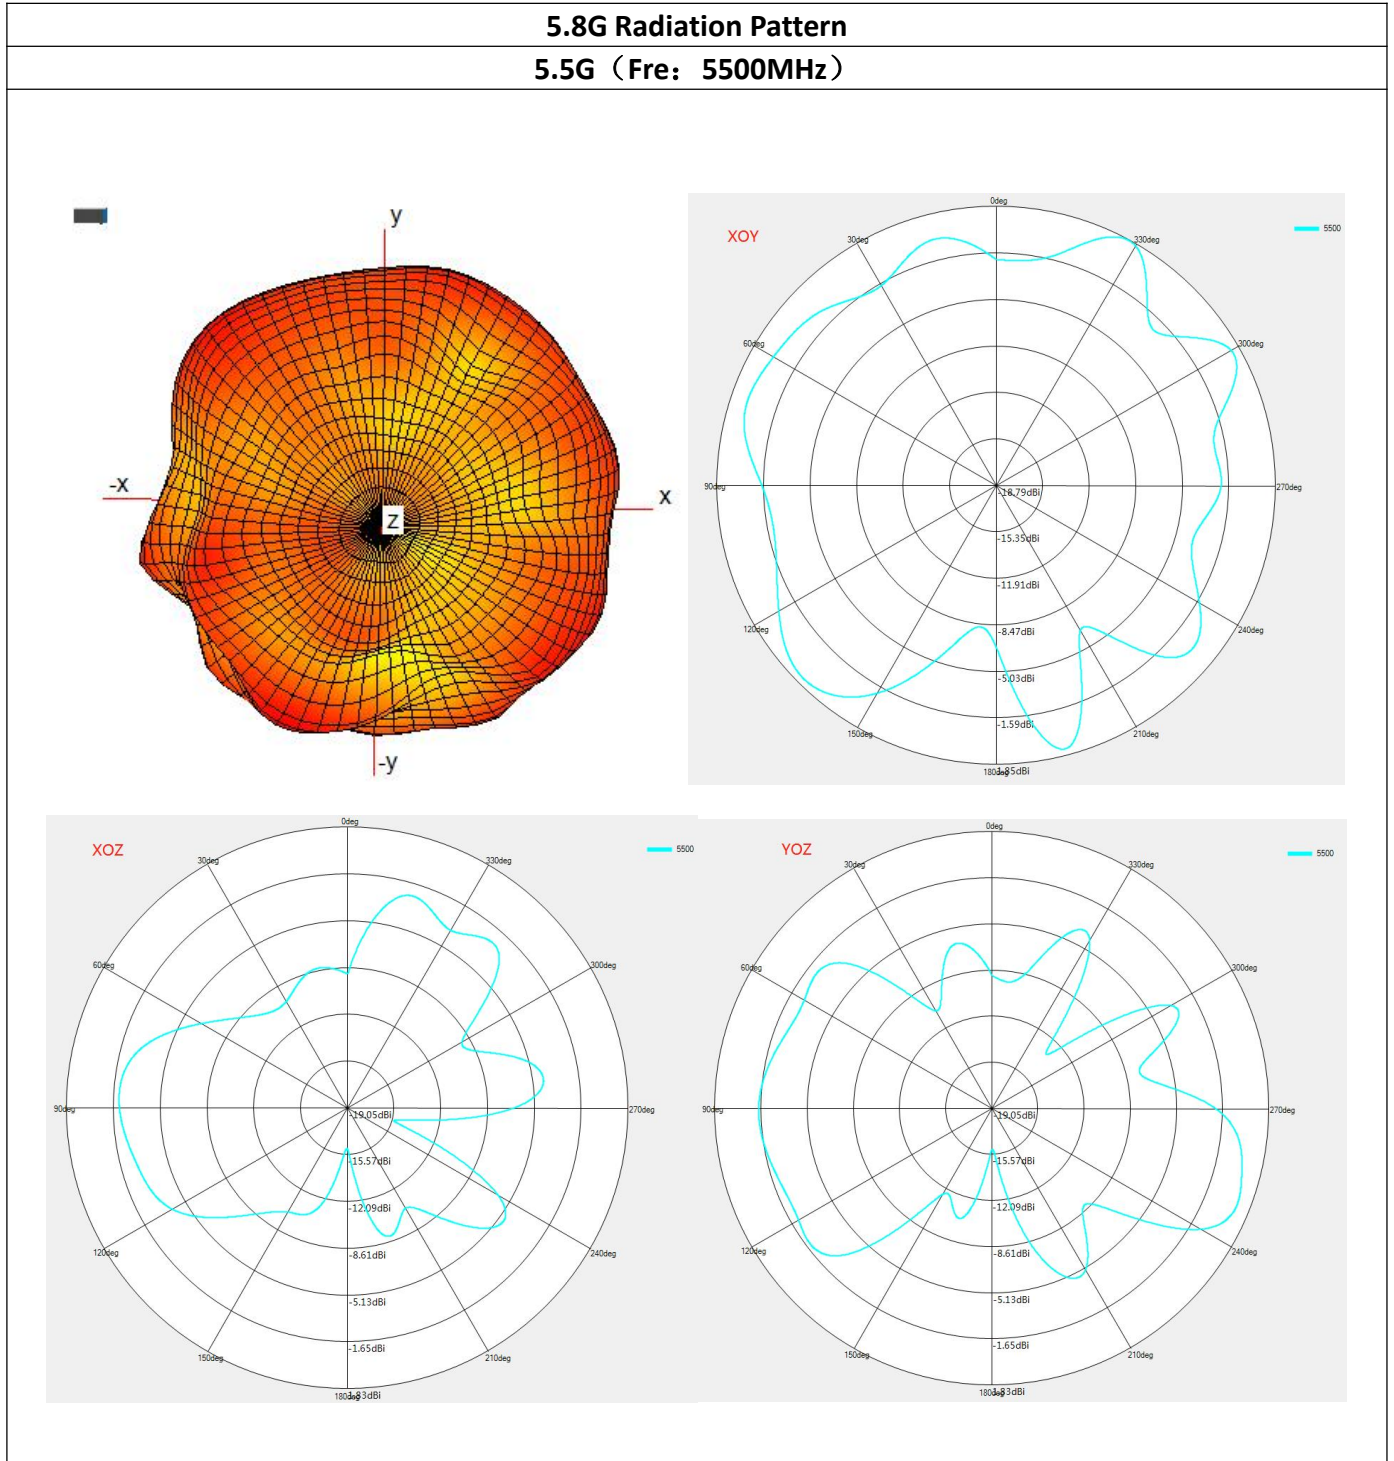 5.8G Radiation Pattern
5.5G（Fre：5500MHz）
y
-x
x
z
-y
XOY
5500
0deg
30deg
330deg
60deg
300deg
90deg
270deg
120deg
240deg
150deg
210deg
180deg
-18.79dBi
-15.35dBi
-11.91dBi
-8.47dBi
-5.03dBi
-1.59dBi
1.85dBi
XOZ
5500
0deg
30deg
330deg
60deg
300deg
90deg
270deg
120deg
240deg
150deg
210deg
180deg
-19.05dBi
-15.57dBi
-12.09dBi
-8.61dBi
-5.13dBi
-1.65dBi
1.83dBi
YOZ
5500
0deg
30deg
330deg
60deg
300deg
90deg
270deg
120deg
240deg
150deg
210deg
180deg
-19.05dBi
-15.57dBi
-12.09dBi
-8.61dBi
-5.13dBi
-1.65dBi
1.83dBi